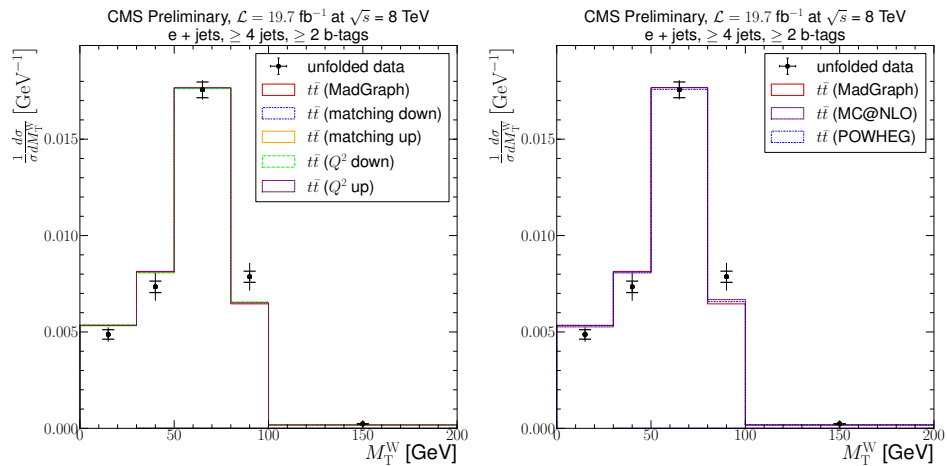 CMS Preliminary, ℒ = 19.7 fb⁻¹ at √s = 8 TeV
e + jets, ≥ 4 jets, ≥ 2 b-tags
1/σ dσ/dM_T^W [GeV⁻¹]
unfolded data
tt̄ (MadGraph)
tt̄ (matching down)
tt̄ (matching up)
tt̄ (Q² down)
tt̄ (Q² up)
0.015
0.010
0.005
0.000
0 50 100 150 200
M_T^W [GeV]
CMS Preliminary, ℒ = 19.7 fb⁻¹ at √s = 8 TeV
e + jets, ≥ 4 jets, ≥ 2 b-tags
1/σ dσ/dM_T^W [GeV⁻¹]
unfolded data
tt̄ (MadGraph)
tt̄ (MC@NLO)
tt̄ (POWHEG)
0.015
0.010
0.005
0.000
0 50 100 150 200
M_T^W [GeV]